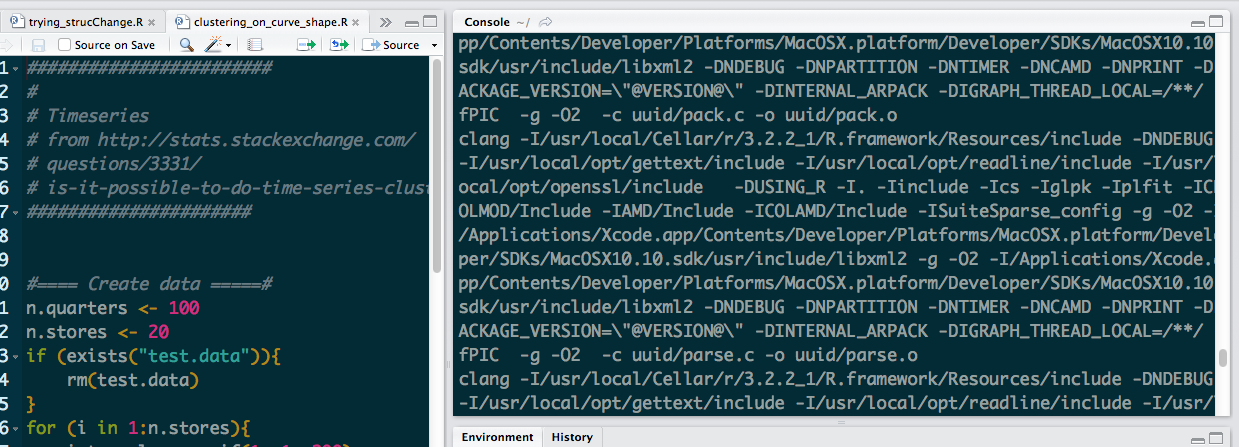 trying_strucChange.R × clustering_on_curve_shape.R ×
Source on Save Source
1 ########################
2 #
3 # Timeseries
4 # from http://stats.stackexchange.com/
5 # questions/3331/
6 # is-it-possible-to-do-time-series-clus
7 ######################
8
9
0 #==== Create data =====#
1 n.quarters <- 100
2 n.stores <- 20
3 if (exists("test.data")){
4 rm(test.data)
5 }
6 for (i in 1:n.stores){
Console ~/
pp/Contents/Developer/Platforms/MacOSX.platform/Developer/SDKs/MacOSX10.10
sdk/usr/include/libxml2 -DNDEBUG -DNPARTITION -DNTIMER -DNCAMD -DNPRINT -D
ACKAGE_VERSION=\"@VERSION@\" -DINTERNAL_ARPACK -DIGRAPH_THREAD_LOCAL=/**/
fPIC -g -O2 -c uuid/pack.c -o uuid/pack.o
clang -I/usr/local/Cellar/r/3.2.2_1/R.framework/Resources/include -DNDEBUG
-I/usr/local/opt/gettext/include -I/usr/local/opt/readline/include -I/usr/
ocal/opt/openssl/include -DUSING_R -I. -Iinclude -Ics -Iglpk -Iplfit -IC
OLMOD/Include -IAMD/Include -ICOLAMD/Include -ISuiteSparse_config -g -O2 -
/Applications/Xcode.app/Contents/Developer/Platforms/MacOSX.platform/Devel
per/SDKs/MacOSX10.10.sdk/usr/include/libxml2 -g -O2 -I/Applications/Xcode.
pp/Contents/Developer/Platforms/MacOSX.platform/Developer/SDKs/MacOSX10.10
sdk/usr/include/libxml2 -DNDEBUG -DNPARTITION -DNTIMER -DNCAMD -DNPRINT -D
ACKAGE_VERSION=\"@VERSION@\" -DINTERNAL_ARPACK -DIGRAPH_THREAD_LOCAL=/**/
fPIC -g -O2 -c uuid/parse.c -o uuid/parse.o
clang -I/usr/local/Cellar/r/3.2.2_1/R.framework/Resources/include -DNDEBUG
-I/usr/local/opt/gettext/include -I/usr/local/opt/readline/include -I/usr/
Environment History